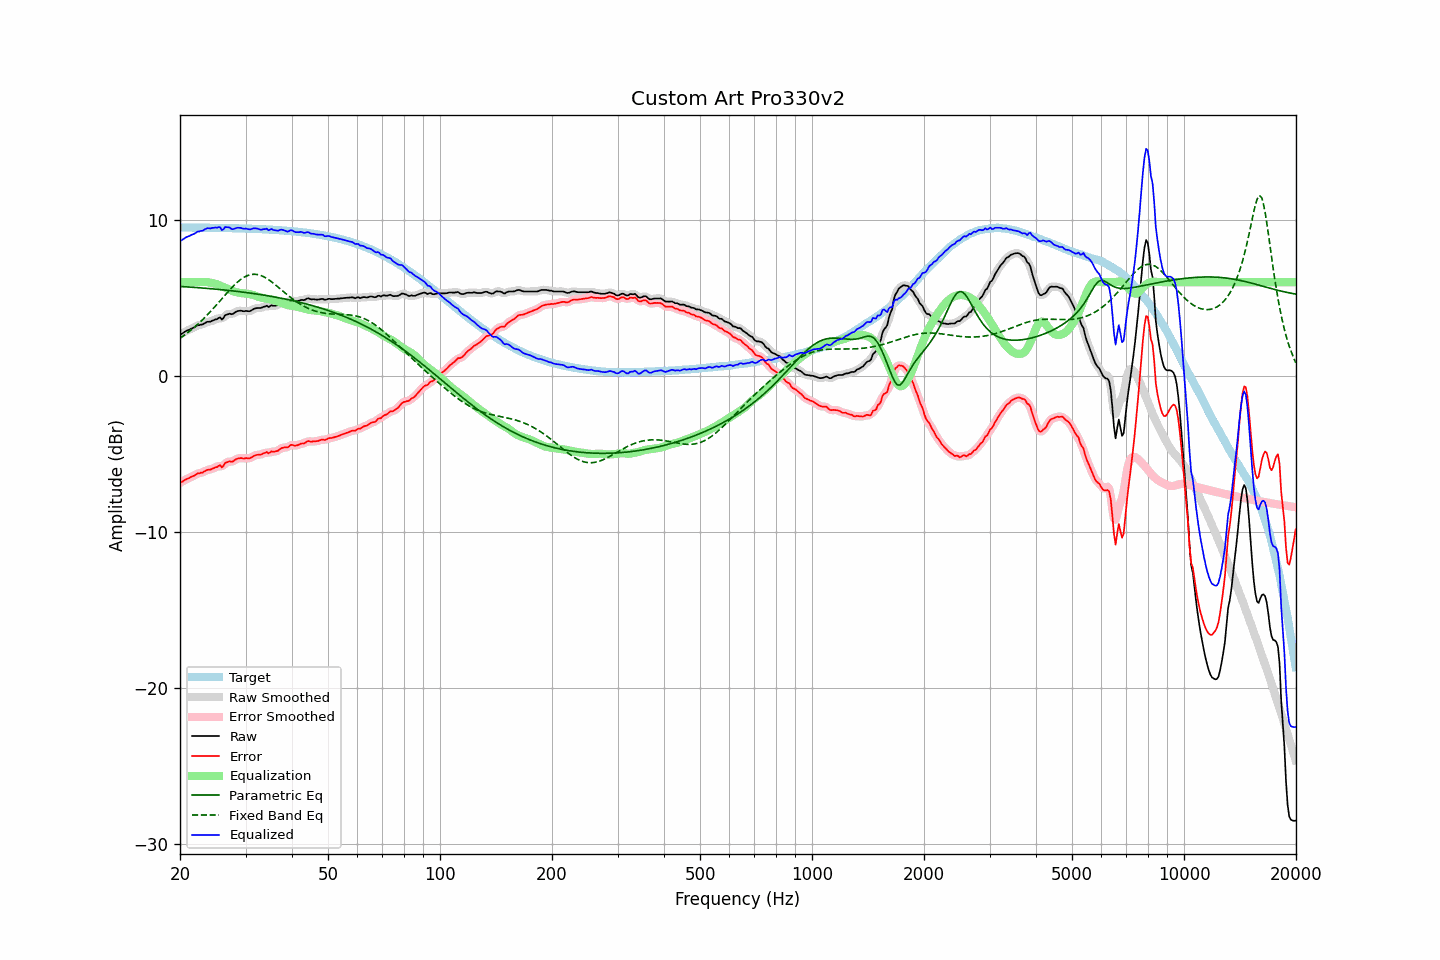 Custom Art Pro330v2
Amplitude (dBr)
10
0
−10
−20
−30
Target
Raw Smoothed
Error Smoothed
Raw
Error
Equalization
Parametric Eq
Fixed Band Eq
Equalized
20 50 100 200 500 1000 2000 5000 10000 20000
Frequency (Hz)